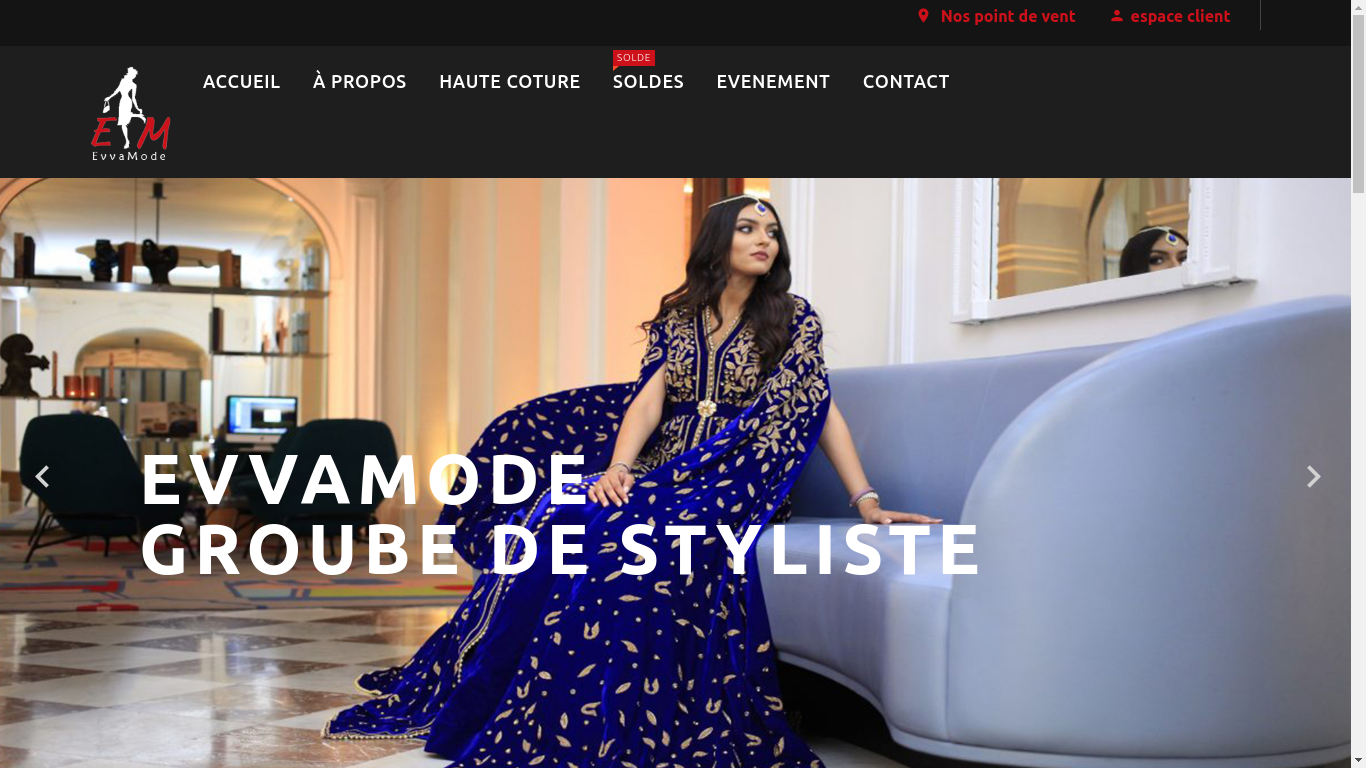 Nos point de vent
espace client
SOLDE
ACCUEIL
À PROPOS
HAUTE COTURE
SOLDES
EVENEMENT
CONTACT
E M
EvvaMode
EVVAMODE
GROUBE DE STYLISTE